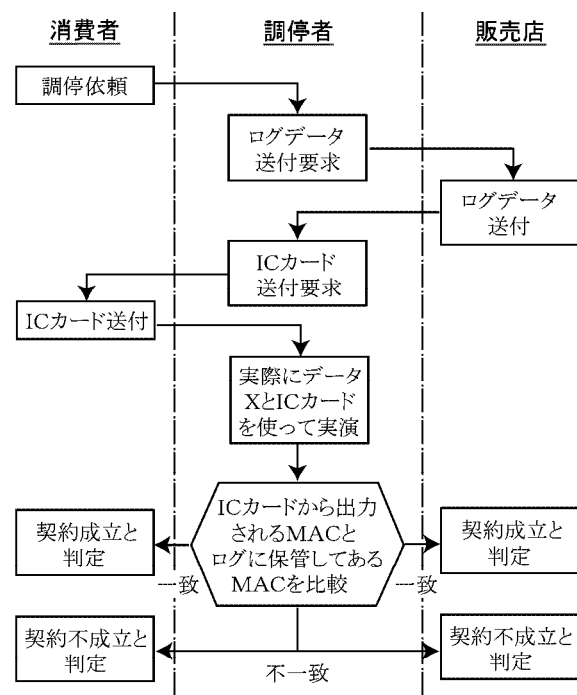 消費者
調停者
販売店
調停依頼
ログデータ
送付要求
ログデータ
送付
ICカード
送付要求
ICカード送付
実際にデータ
XとICカード
を使って実演
ICカードから出力
されるMACと
ログに保管してある
MACを比較
契約成立と
判定
一致
契約成立と
判定
一致
契約不成立と
判定
不一致
契約不成立と
判定